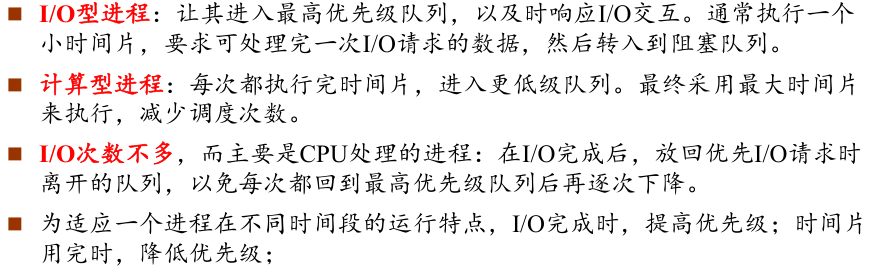 I/O型进程：让其进入最高优先级队列，以及时响应I/O交互。通常执行一个
小时间片，要求可处理完一次I/O请求的数据，然后转入到阻塞队列。
计算型进程：每次都执行完时间片，进入更低级队列。最终采用最大时间片
来执行，减少调度次数。
I/O次数不多，而主要是CPU处理的进程：在I/O完成后，放回优先I/O请求时
离开的队列，以免每次都回到最高优先级队列后再逐次下降。
为适应一个进程在不同时间段的运行特点，I/O完成时，提高优先级；时间片
用完时，降低优先级；